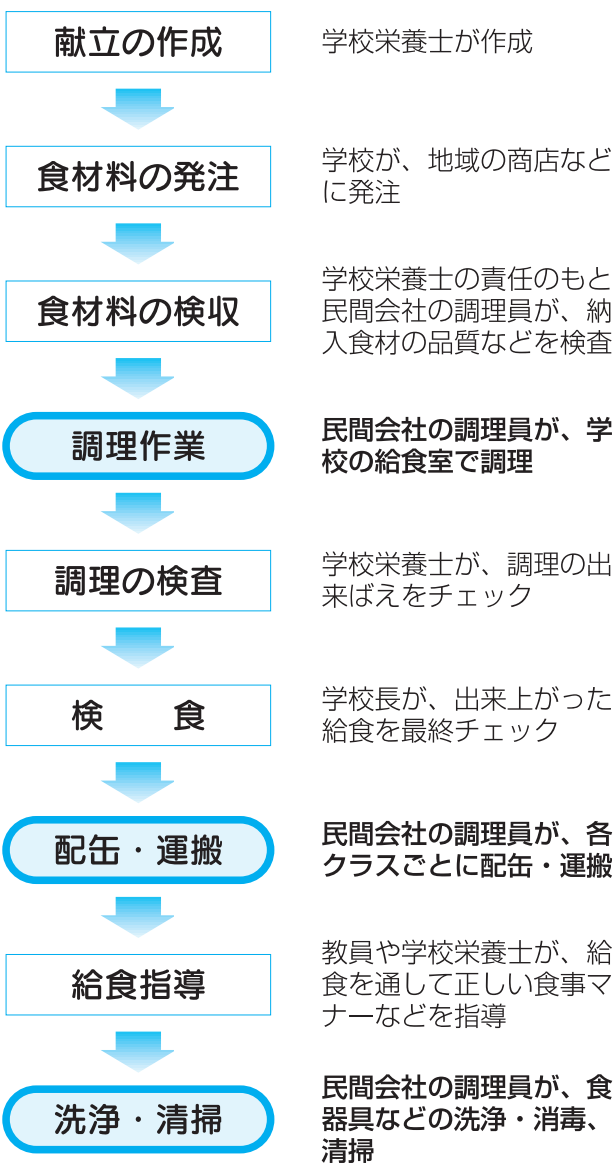 献立の作成
学校栄養士が作成
食材料の発注
学校が、地域の商店など
に発注
食材料の検収
学校栄養士の責任のもと
民間会社の調理員が、納
入食材の品質などを検査
調理作業
民間会社の調理員が、学
校の給食室で調理
調理の検査
学校栄養士が、調理の出
来ばえをチェック
検　食
学校長が、出来上がった
給食を最終チェック
配缶・運搬
民間会社の調理員が、各
クラスごとに配缶・運搬
給食指導
教員や学校栄養士が、給
食を通して正しい食事マ
ナーなどを指導
洗浄・清掃
民間会社の調理員が、食
器具などの洗浄・消毒、
清掃